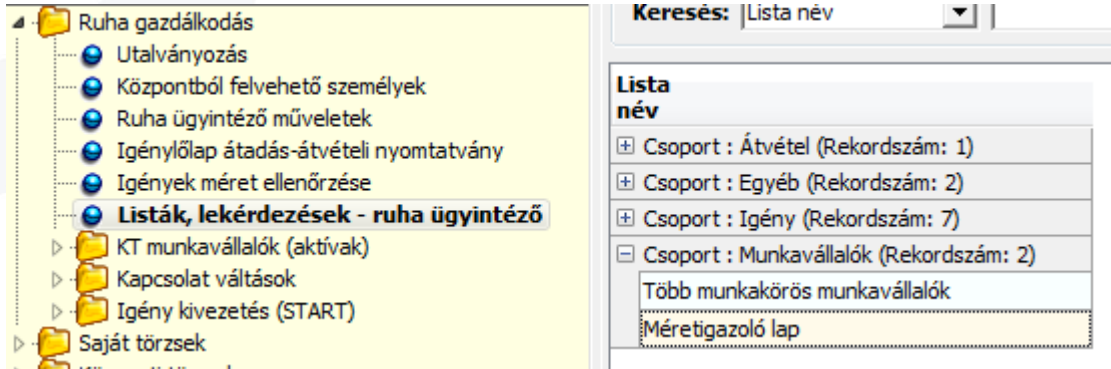 Ruha gazdálkodás
Utalványozás
Központból felvehető személyek
Ruha ügyintéző műveletek
Igénylőlap átadás-átvételi nyomtatvány
Igények méret ellenőrzése
Listák, lekérdezések - ruha ügyintéző
KT munkavállalók (aktívak)
Kapcsolat váltások
Igény kivezetés (START)
Saját törzsek
Keresés: Lista név
Lista
név
Csoport : Átvétel (Rekordszám: 1)
Csoport : Egyéb (Rekordszám: 2)
Csoport : Igény (Rekordszám: 7)
Csoport : Munkavállalók (Rekordszám: 2)
Több munkakörös munkavállalók
Méretigazoló lap